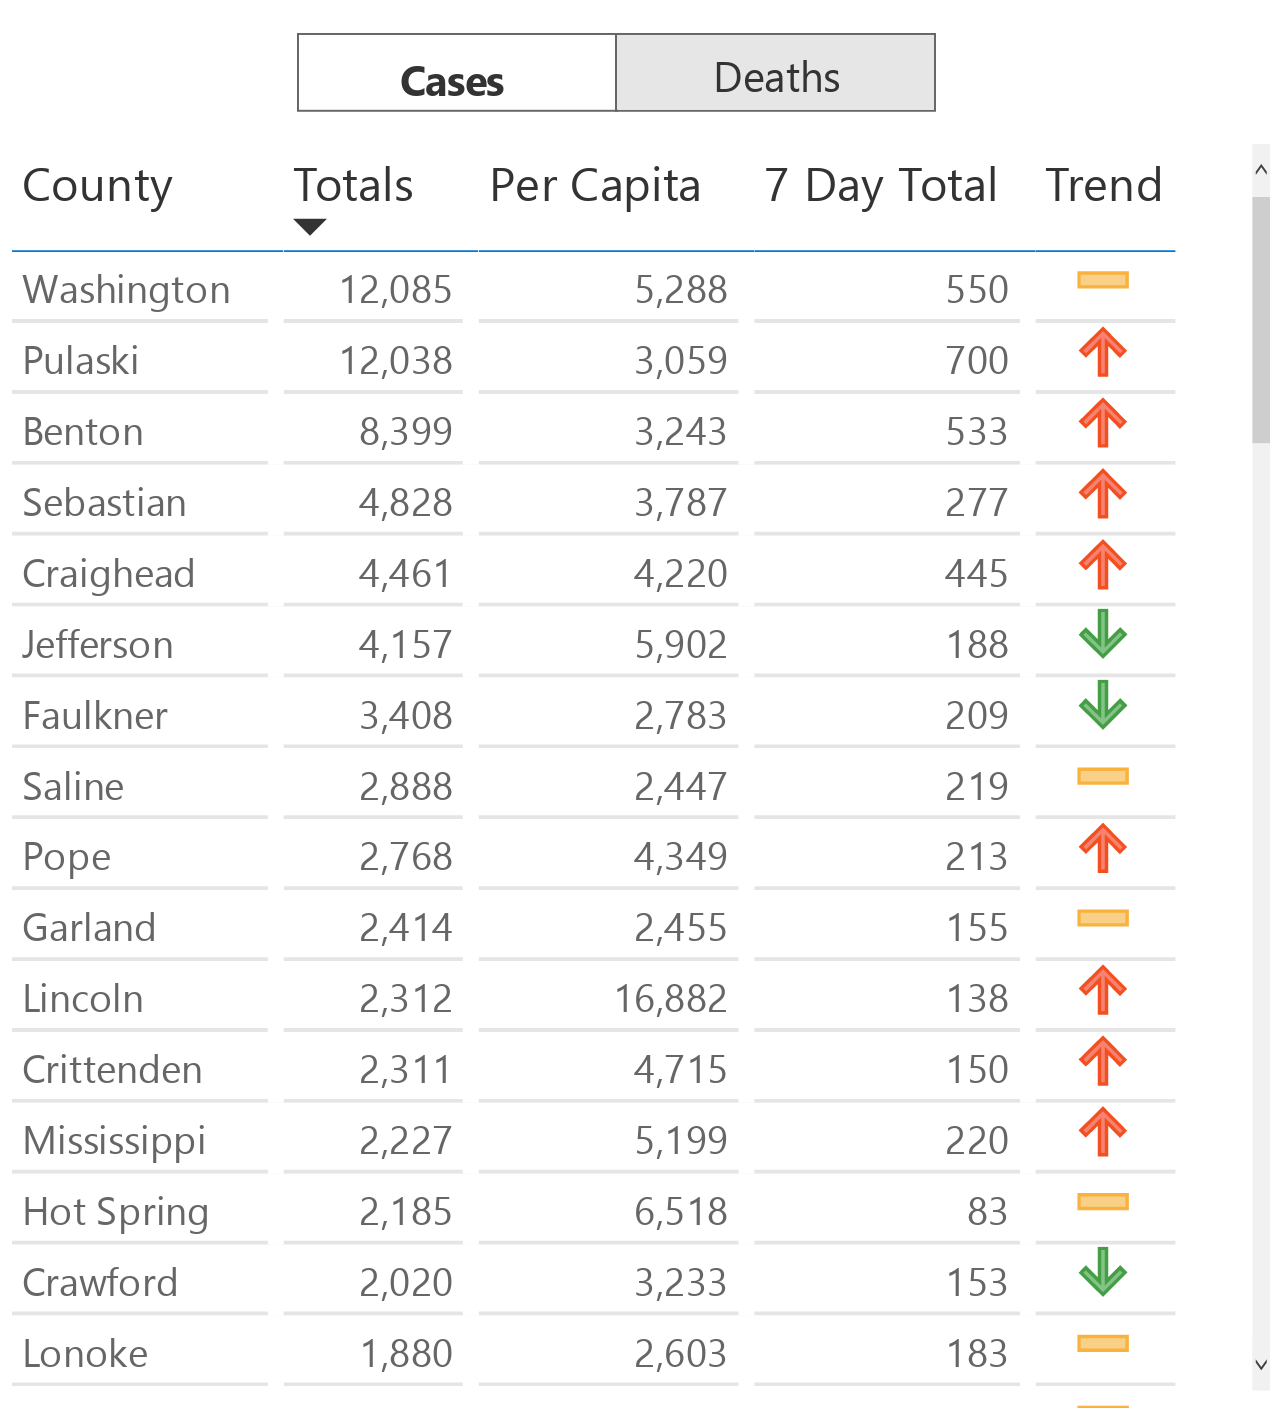 Cases Deaths
County Totals Per Capita 7 Day Total Trend
Washington 12,085 5,288 550
Pulaski 12,038 3,059 700
Benton 8,399 3,243 533
Sebastian 4,828 3,787 277
Craighead 4,461 4,220 445
Jefferson 4,157 5,902 188
Faulkner 3,408 2,783 209
Saline 2,888 2,447 219
Pope 2,768 4,349 213
Garland 2,414 2,455 155
Lincoln 2,312 16,882 138
Crittenden 2,311 4,715 150
Mississippi 2,227 5,199 220
Hot Spring 2,185 6,518 83
Crawford 2,020 3,233 153
Lonoke 1,880 2,603 183